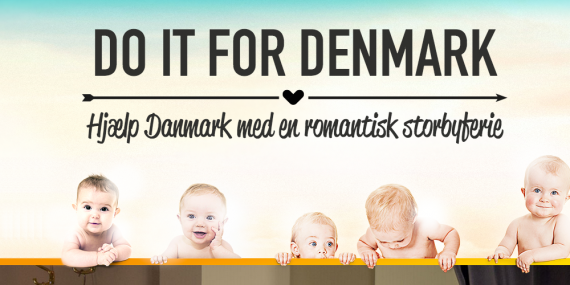 DO IT FOR DENMARK
Hjælp Danmark med en romantisk storbyferie